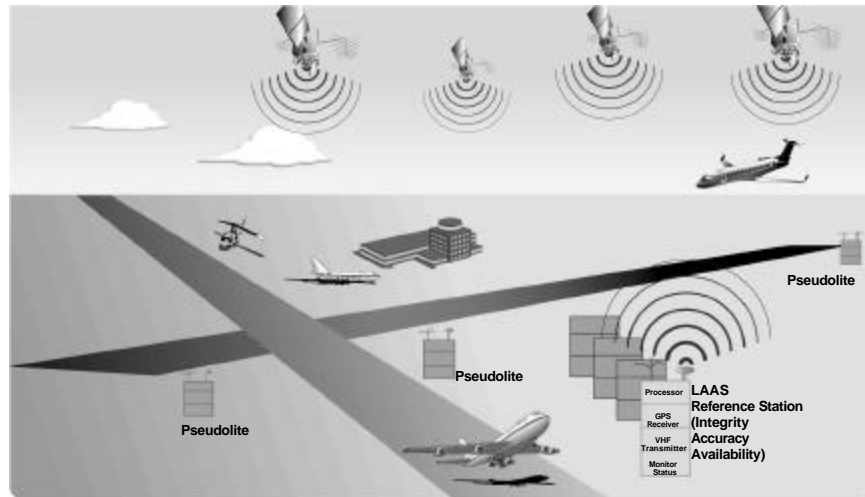 Pseudolite
Pseudolite
Pseudolite
Processor
GPS
Receiver
VHF
Transmitter
Monitor
Status
LAAS
Reference Station
(Integrity
Accuracy
Availability)